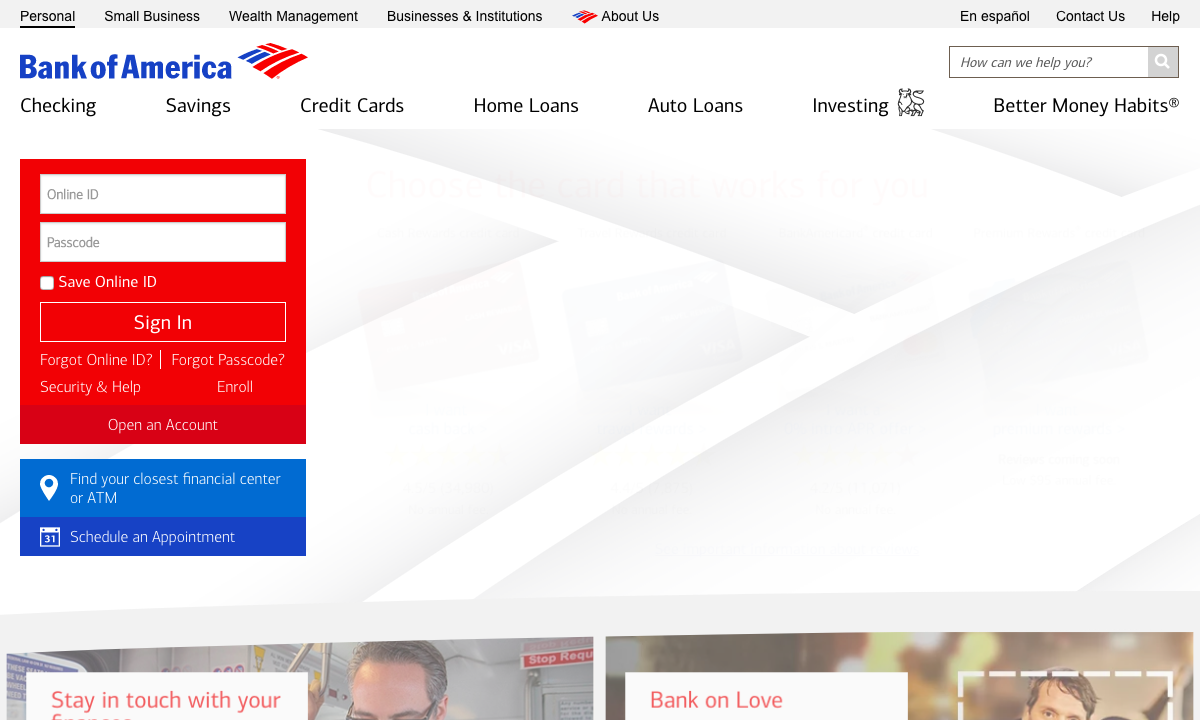 Personal
Small Business
Wealth Management
Businesses & Institutions
About Us
En español
Contact Us
Help
Bank of America
How can we help you?
Checking
Savings
Credit Cards
Home Loans
Auto Loans
Investing
Better Money Habits®
Choose the card that works for you
Online ID
Passcode
Save Online ID
Sign In
Forgot Online ID?
Forgot Passcode?
Security & Help
Enroll
Open an Account
Find your closest financial center
or ATM
31
Schedule an Appointment
Stop Requ
Stay in touch with your
finances
Bank on Love